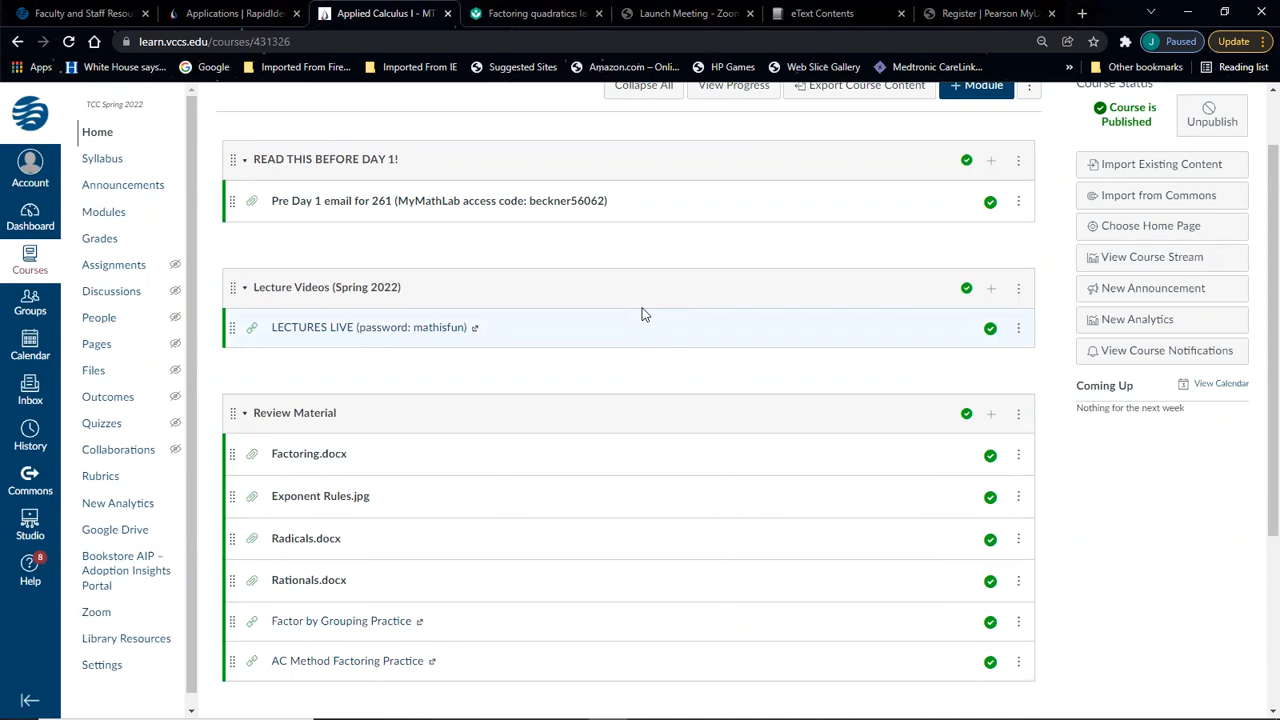 Faculty and Staff Resou
Applications | RapidIde
Applied Calculus I - MT
Factoring quadratics: le
Launch Meeting - Zoom
eText Contents
Register | Pearson MyL
learn.vccs.edu/courses/431326
J Paused
Update
Apps
White House says...
Google
Imported From Fire...
Imported From IE
Suggested Sites
Amazon.com – Onli...
HP Games
Web Slice Gallery
Medtronic CareLink...
Other bookmarks
Reading list
TCC Spring 2022
Home
Syllabus
Announcements
Modules
Grades
Assignments
Discussions
People
Pages
Files
Outcomes
Quizzes
Collaborations
Rubrics
New Analytics
Google Drive
Bookstore AIP –
Adoption Insights
Portal
Zoom
Library Resources
Settings
Account
Dashboard
Courses
Groups
Calendar
Inbox
History
Commons
Studio
8
Help
Collapse All
View Progress
Export Course Content
+ Module
READ THIS BEFORE DAY 1!
Pre Day 1 email for 261 (MyMathLab access code: beckner56062)
Lecture Videos (Spring 2022)
LECTURES LIVE (password: mathisfun)
Review Material
Factoring.docx
Exponent Rules.jpg
Radicals.docx
Rationals.docx
Factor by Grouping Practice
AC Method Factoring Practice
Course Status
Course is
Published
Unpublish
Import Existing Content
Import from Commons
Choose Home Page
View Course Stream
New Announcement
New Analytics
View Course Notifications
Coming Up
View Calendar
Nothing for the next week